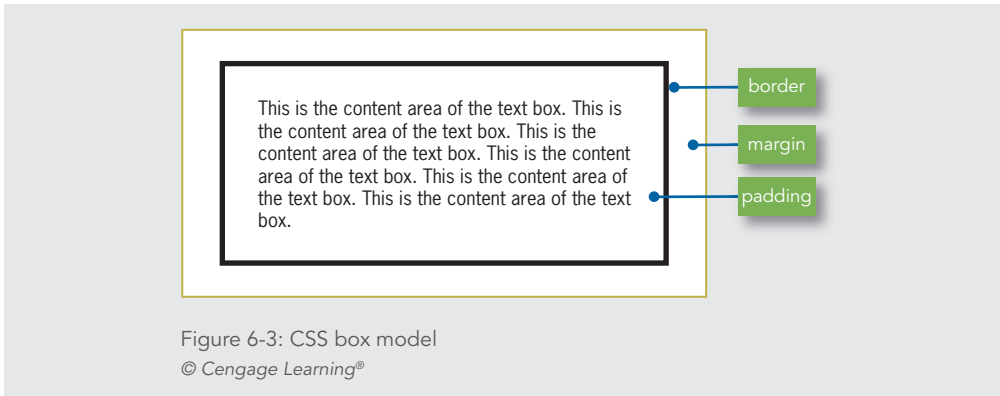 This is the content area of the text box. This is
the content area of the text box. This is the
content area of the text box. This is the content
area of the text box. This is the content area of
the text box. This is the content area of the text
box.
border
margin
padding
Figure 6-3: CSS box model
© Cengage Learning®